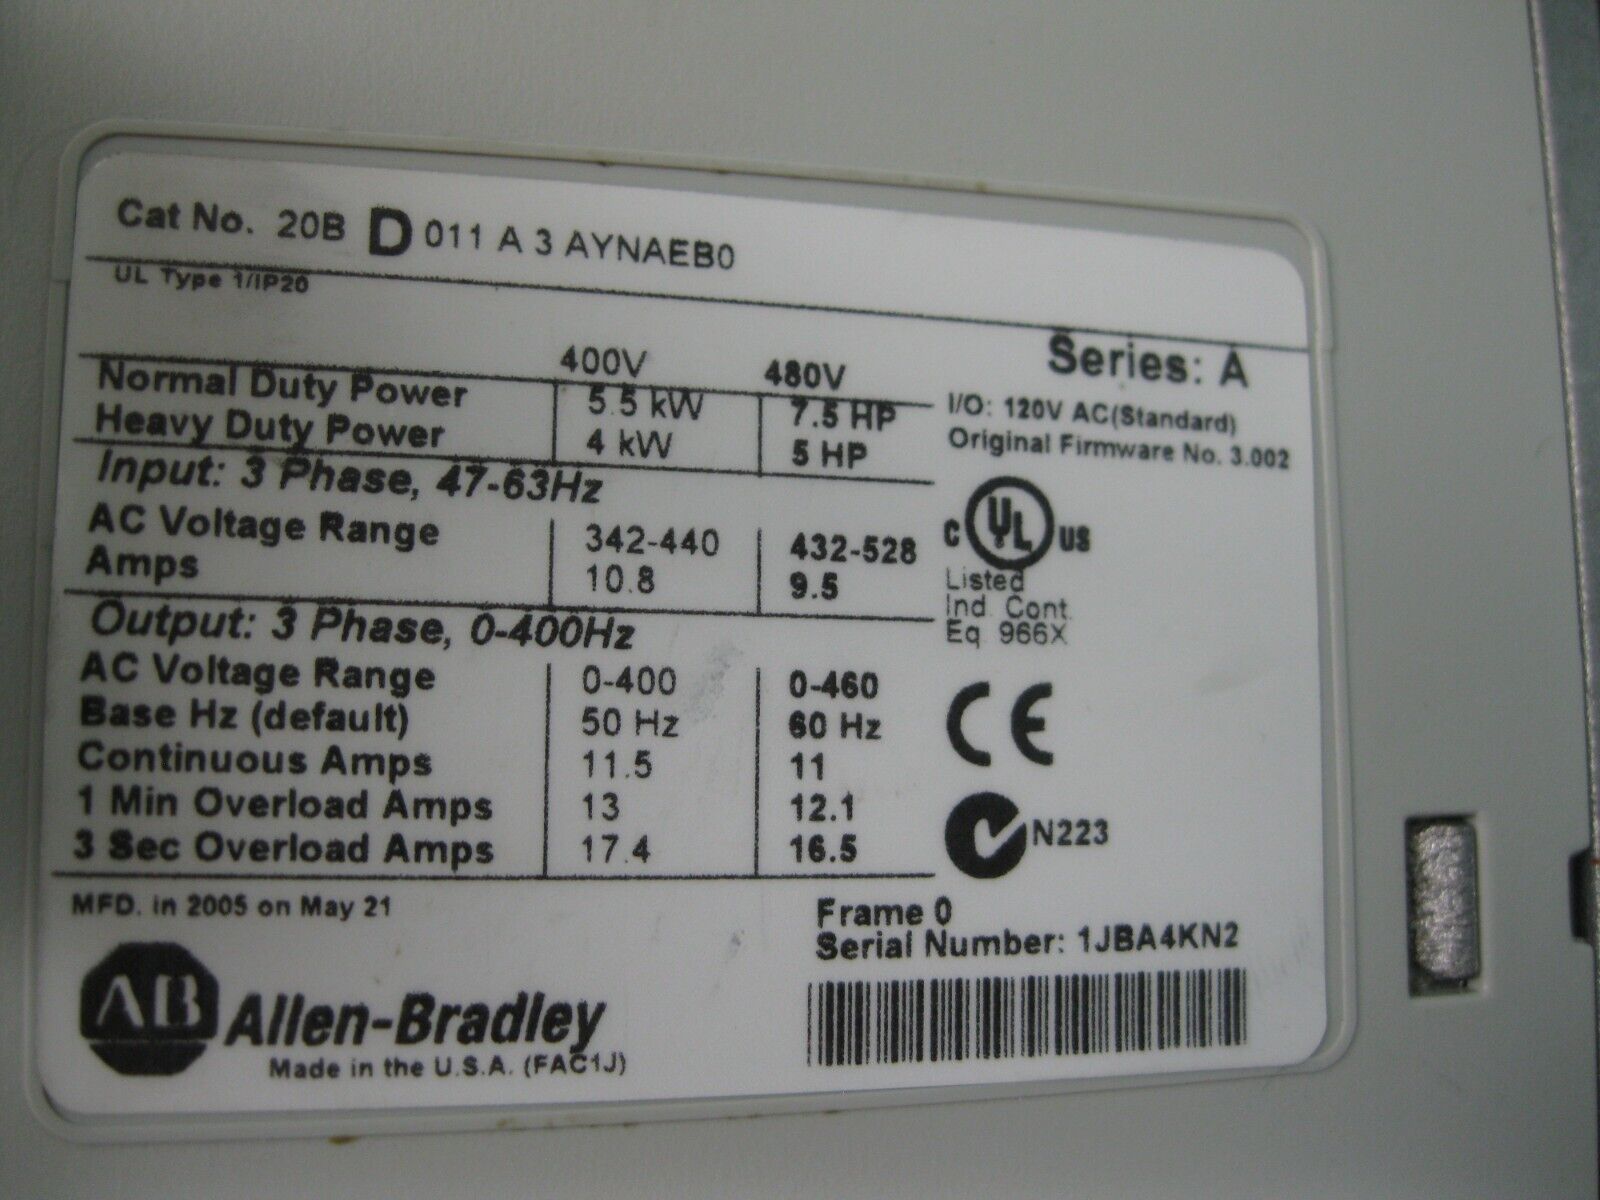 Cat No. 20B D 011 A 3 AYNAEB0
UL Type 1/IP20
Series: A
400V 480V
Normal Duty Power 5.5 kW 7.5 HP
Heavy Duty Power 4 kW 5 HP
I/O: 120V AC(Standard)
Original Firmware No. 3.002
Input: 3 Phase, 47-63Hz
AC Voltage Range 342-440 432-528
Amps 10.8 9.5
C UL US
Listed
Ind. Cont.
Eq 966X
Output: 3 Phase, 0-400Hz
AC Voltage Range 0-400 0-460
Base Hz (default) 50 Hz 60 Hz
Continuous Amps 11.5 11
1 Min Overload Amps 13 12.1
3 Sec Overload Amps 17.4 16.5
CE
N223
MFD. in 2005 on May 21
Frame 0
Serial Number: 1JBA4KN2
AB Allen-Bradley
Made in the U.S.A. (FAC1J)